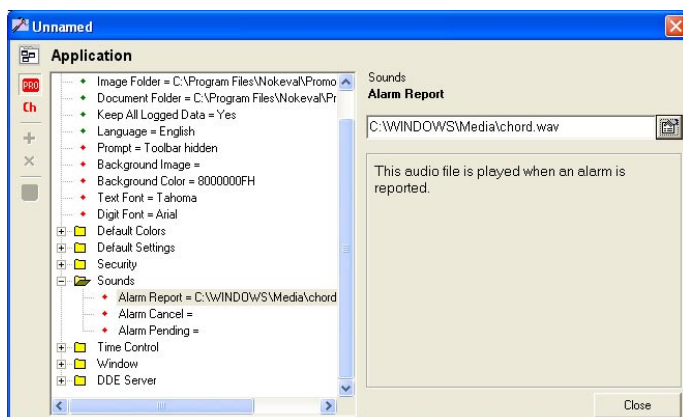 Unnamed
Application
PRO
Ch
Image Folder = C:\Program Files\Nokeval\Promo
Document Folder = C:\Program Files\Nokeval\Pr
Keep All Logged Data = Yes
Language = English
Prompt = Toolbar hidden
Background Image =
Background Color = 8000000FH
Text Font = Tahoma
Digit Font = Arial
Default Colors
Default Settings
Security
Sounds
Alarm Report = C:\WINDOWS\Media\chord
Alarm Cancel =
Alarm Pending =
Time Control
Window
DDE Server
Sounds
Alarm Report
C:\WINDOWS\Media\chord.wav
This audio file is played when an alarm is
reported.
Close